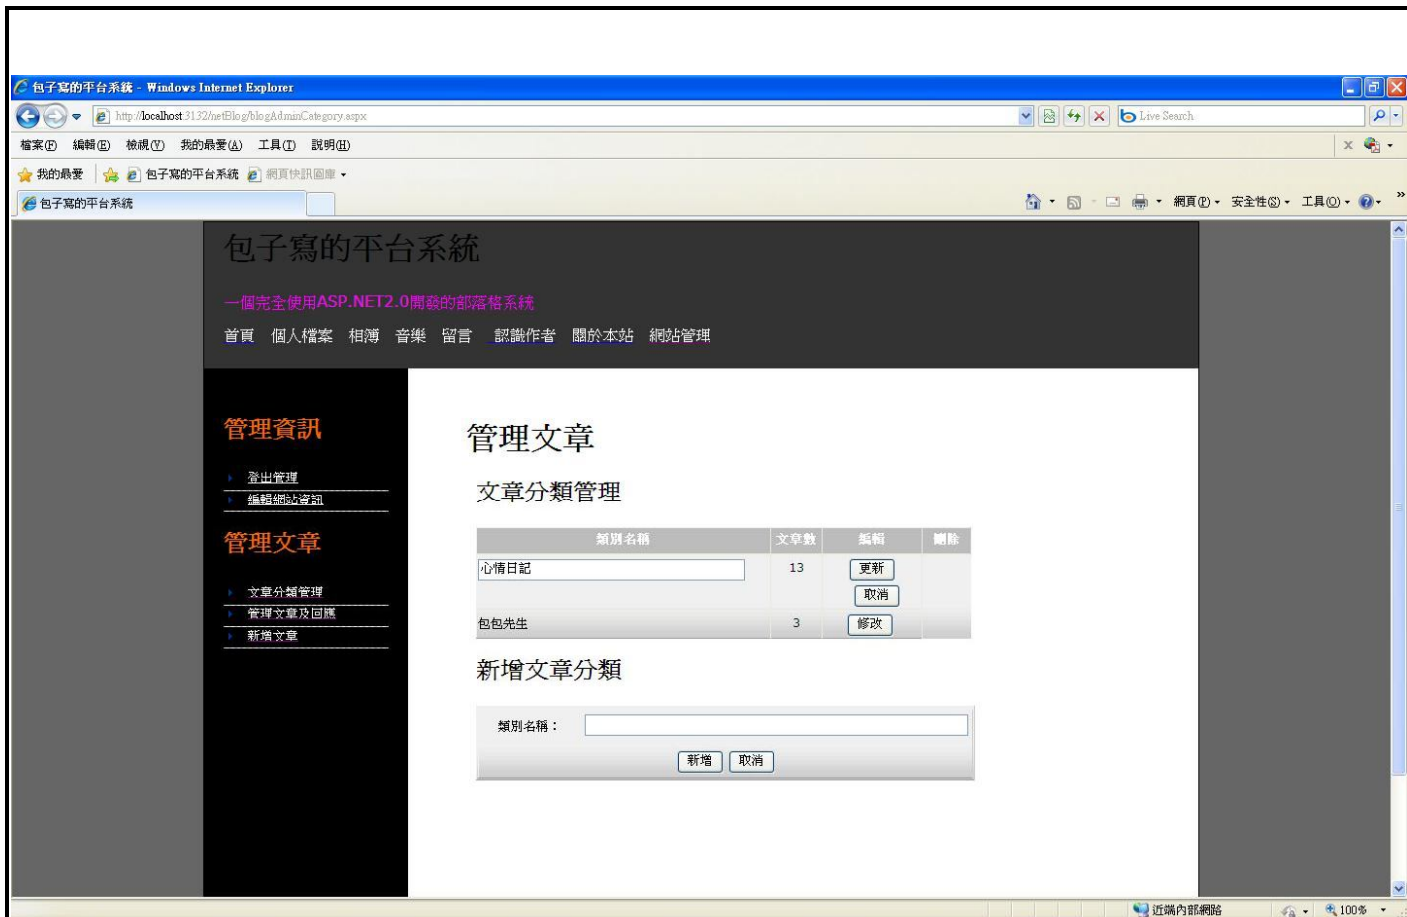 包子寫的平台系統 - Windows Internet Explorer
http://localhost:3132/netBlog/blogAdminCategory.aspx
Live Search
檔案(F) 編輯(E) 檢視(V) 我的最愛(A) 工具(T) 說明(H)
我的最愛 包子寫的平台系統 網頁快訊圖庫
包子寫的平台系統 網頁(P) 安全性(S) 工具(O)
包子寫的平台系統
一個完全使用ASP.NET2.0開發的部落格系統
首頁 個人檔案 相簿 音樂 留言 認識作者 關於本站 網站管理
管理資訊
登出管理
編輯網站資訊
管理文章
文章分類管理
管理文章及回應
新增文章
管理文章
文章分類管理
類別名稱 文章數 編輯 刪除
心情日記 13 更新
取消
包包先生 3 修改
新增文章分類
類別名稱：
新增 取消
近端內部網路 100%